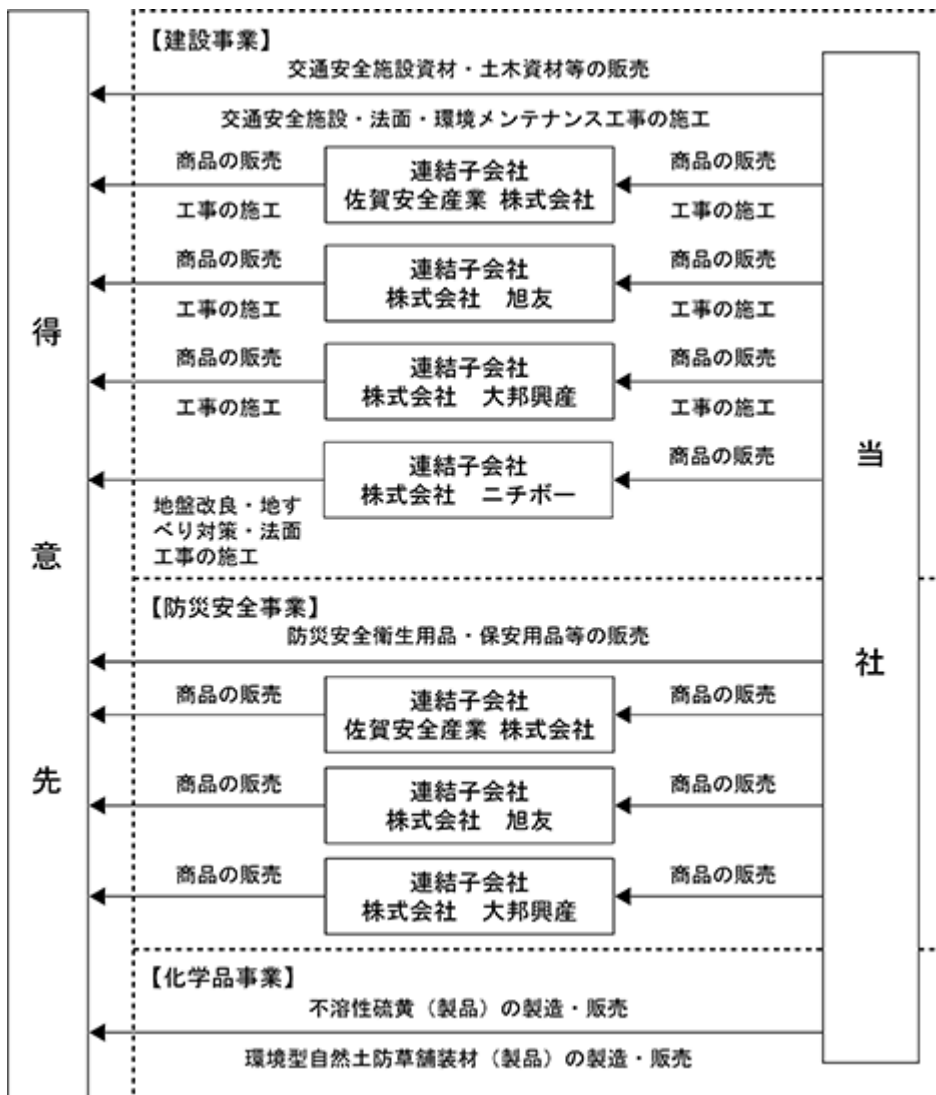 【建設事業】
交通安全施設資材・土木資材等の販売
交通安全施設・法面・環境メンテナンス工事の施工
商品の販売
工事の施工
連結子会社
佐賀安全産業 株式会社
商品の販売
工事の施工
商品の販売
工事の施工
連結子会社
株式会社 旭友
商品の販売
工事の施工
商品の販売
工事の施工
連結子会社
株式会社 大邦興産
商品の販売
工事の施工
連結子会社
株式会社 ニチボー
商品の販売
地盤改良・地す
べり対策・法面
工事の施工
【防災安全事業】
防災安全衛生用品・保安用品等の販売
商品の販売
連結子会社
佐賀安全産業 株式会社
商品の販売
商品の販売
連結子会社
株式会社 旭友
商品の販売
商品の販売
連結子会社
株式会社 大邦興産
商品の販売
【化学品事業】
不溶性硫黄（製品）の製造・販売
環境型自然土防草舗装材（製品）の製造・販売
得意先
当社